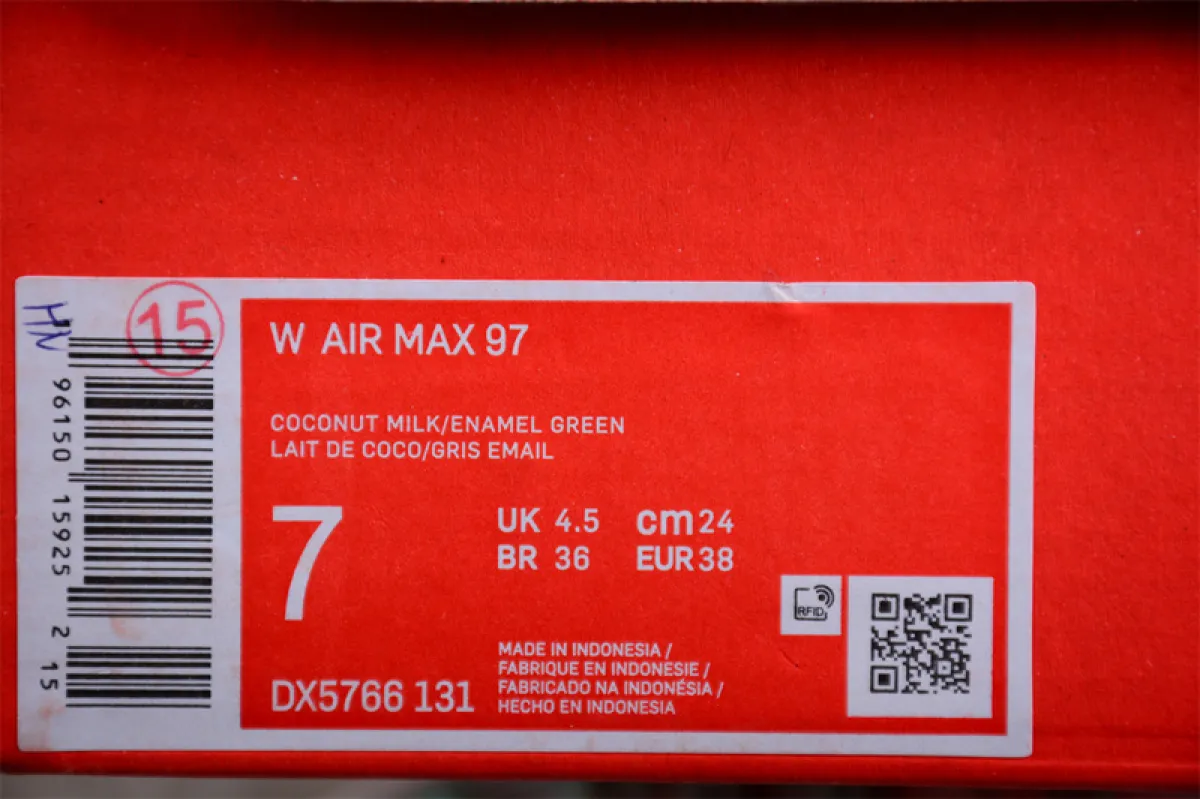 HN
15
96150 15925 2 15
W AIR MAX 97
COCONUT MILK/ENAMEL GREEN
LAIT DE COCO/GRIS EMAIL
7
UK 4.5 cm 24
BR 36 EUR 38
RFID
MADE IN INDONESIA /
FABRIQUE EN INDONESIE /
FABRICADO NA INDONÉSIA /
HECHO EN INDONESIA
DX5766 131